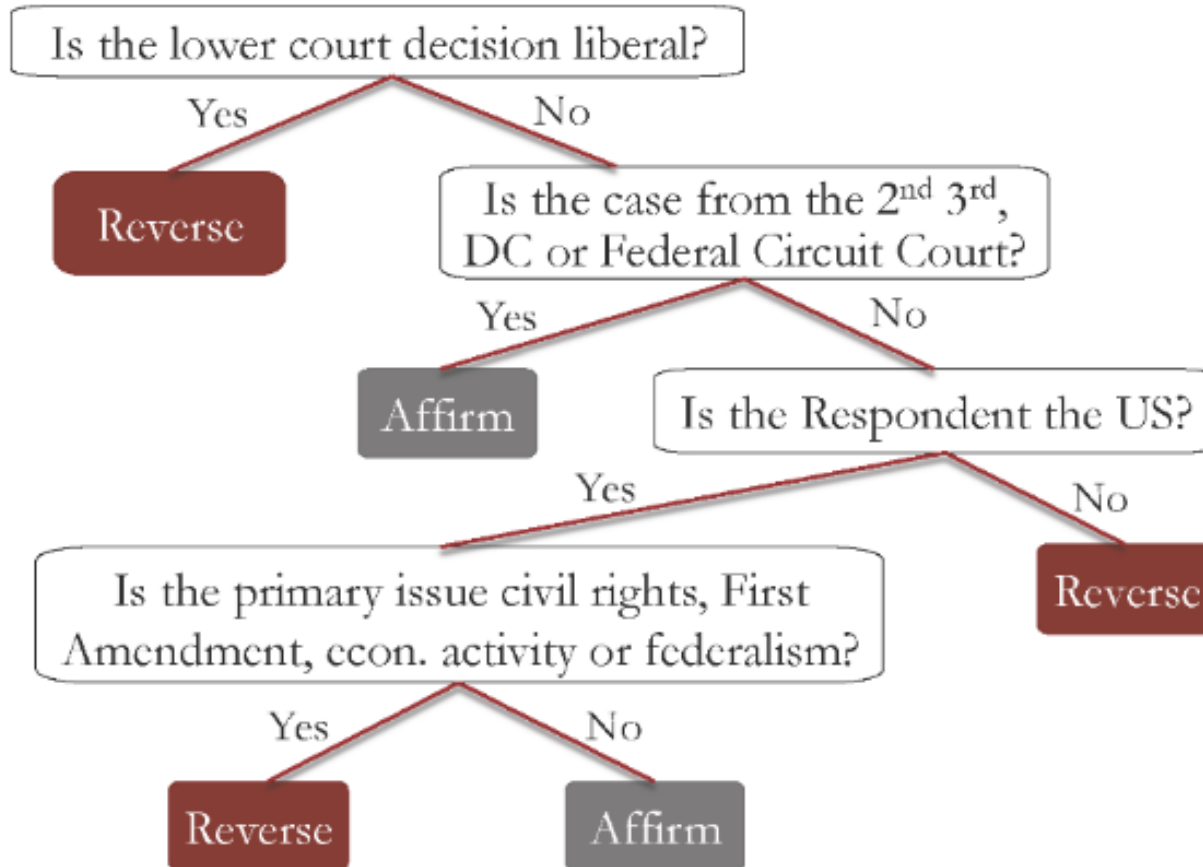 Is the lower court decision liberal?
Yes
No
Reverse
Is the case from the 2nd 3rd,
DC or Federal Circuit Court?
Yes
No
Affirm
Is the Respondent the US?
Yes
No
Is the primary issue civil rights, First
Amendment, econ. activity or federalism?
Reverse
Yes
No
Reverse
Affirm